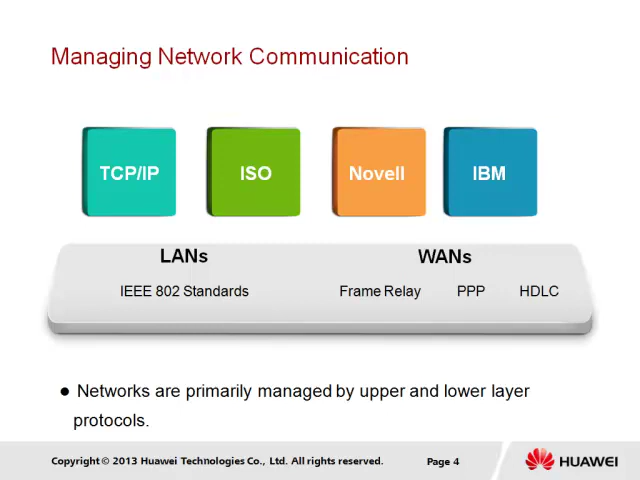 Managing Network Communication
TCP/IP ISO Novell IBM
LANs WANs
IEEE 802 Standards Frame Relay PPP HDLC
● Networks are primarily managed by upper and lower layer
protocols.
Copyright © 2013 Huawei Technologies Co., Ltd. All rights reserved. Page 4 HUAWEI